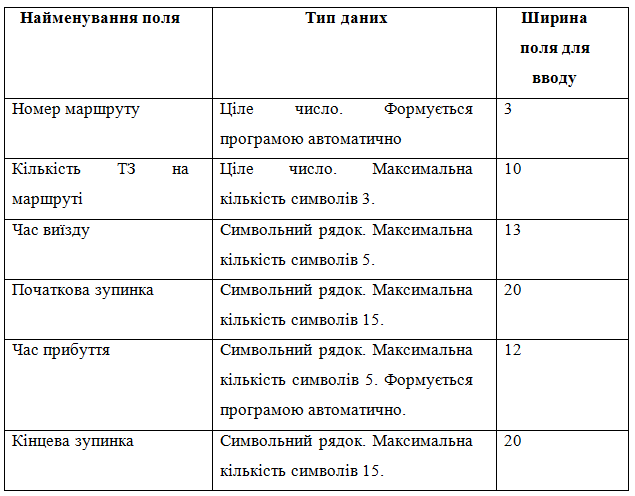 Найменування поля Тип даних Ширина
поля для
вводу
Номер маршруту Ціле число. Формується 3
програмою автоматично
Кількість ТЗ на Ціле число. Максимальна 10
маршруті кількість символів 3.
Час виїзду Символьний рядок. Максимальна 13
кількість символів 5.
Початкова зупинка Символьний рядок. Максимальна 20
кількість символів 15.
Час прибуття Символьний рядок. Максимальна 12
кількість символів 5. Формується
програмою автоматично.
Кінцева зупинка Символьний рядок. Максимальна 20
кількість символів 15.